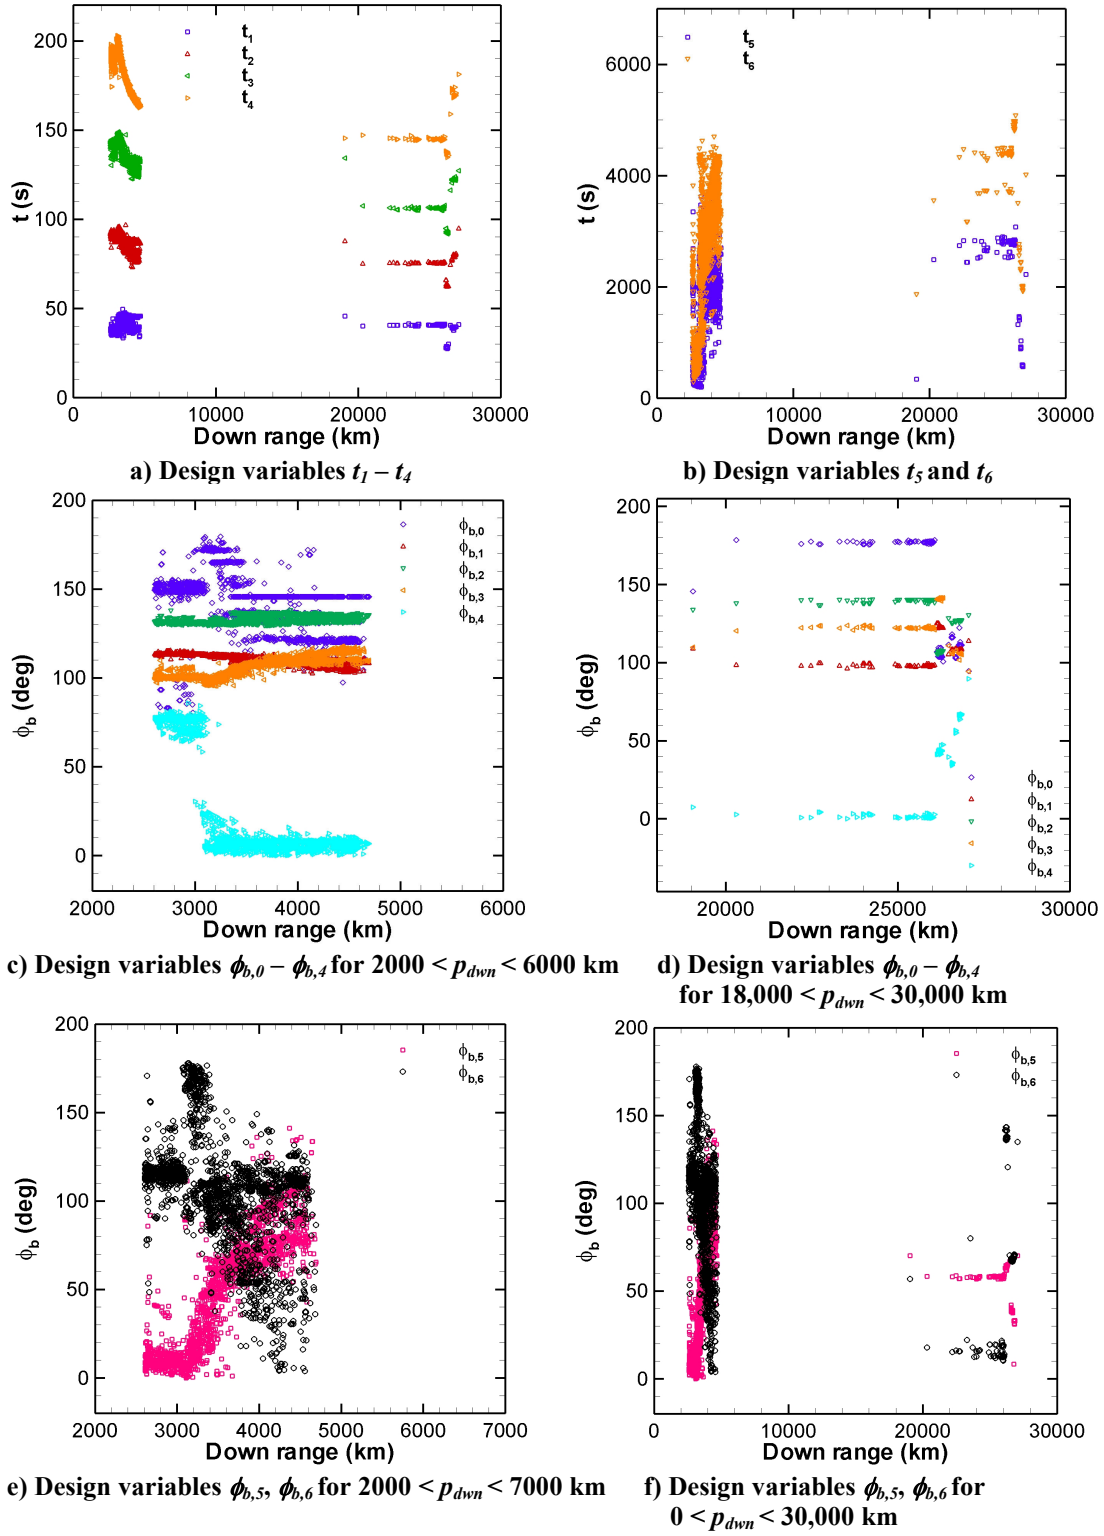 200
150
100
50
0
t (s)
t1
t2
t3
t4
0 10000 20000 30000
Down range (km)
a) Design variables t1 – t4
6000
4000
2000
0
t (s)
t5
t6
0 10000 20000 30000
Down range (km)
b) Design variables t5 and t6
200
150
100
50
0
ϕb (deg)
ϕb,0
ϕb,1
ϕb,2
ϕb,3
ϕb,4
2000 3000 4000 5000 6000
Down range (km)
c) Design variables ϕb,0 – ϕb,4 for 2000 < pdwn < 6000 km
200
150
100
50
0
ϕb (deg)
ϕb,0
ϕb,1
ϕb,2
ϕb,3
ϕb,4
20000 25000 30000
Down range (km)
d) Design variables ϕb,0 – ϕb,4
for 18,000 < pdwn < 30,000 km
200
150
100
50
0
ϕb (deg)
ϕb,5
ϕb,6
2000 3000 4000 5000 6000 7000
Down range (km)
e) Design variables ϕb,5, ϕb,6 for 2000 < pdwn < 7000 km
200
150
100
50
0
ϕb (deg)
ϕb,5
ϕb,6
0 10000 20000 30000
Down range (km)
f) Design variables ϕb,5, ϕb,6 for
0 < pdwn < 30,000 km